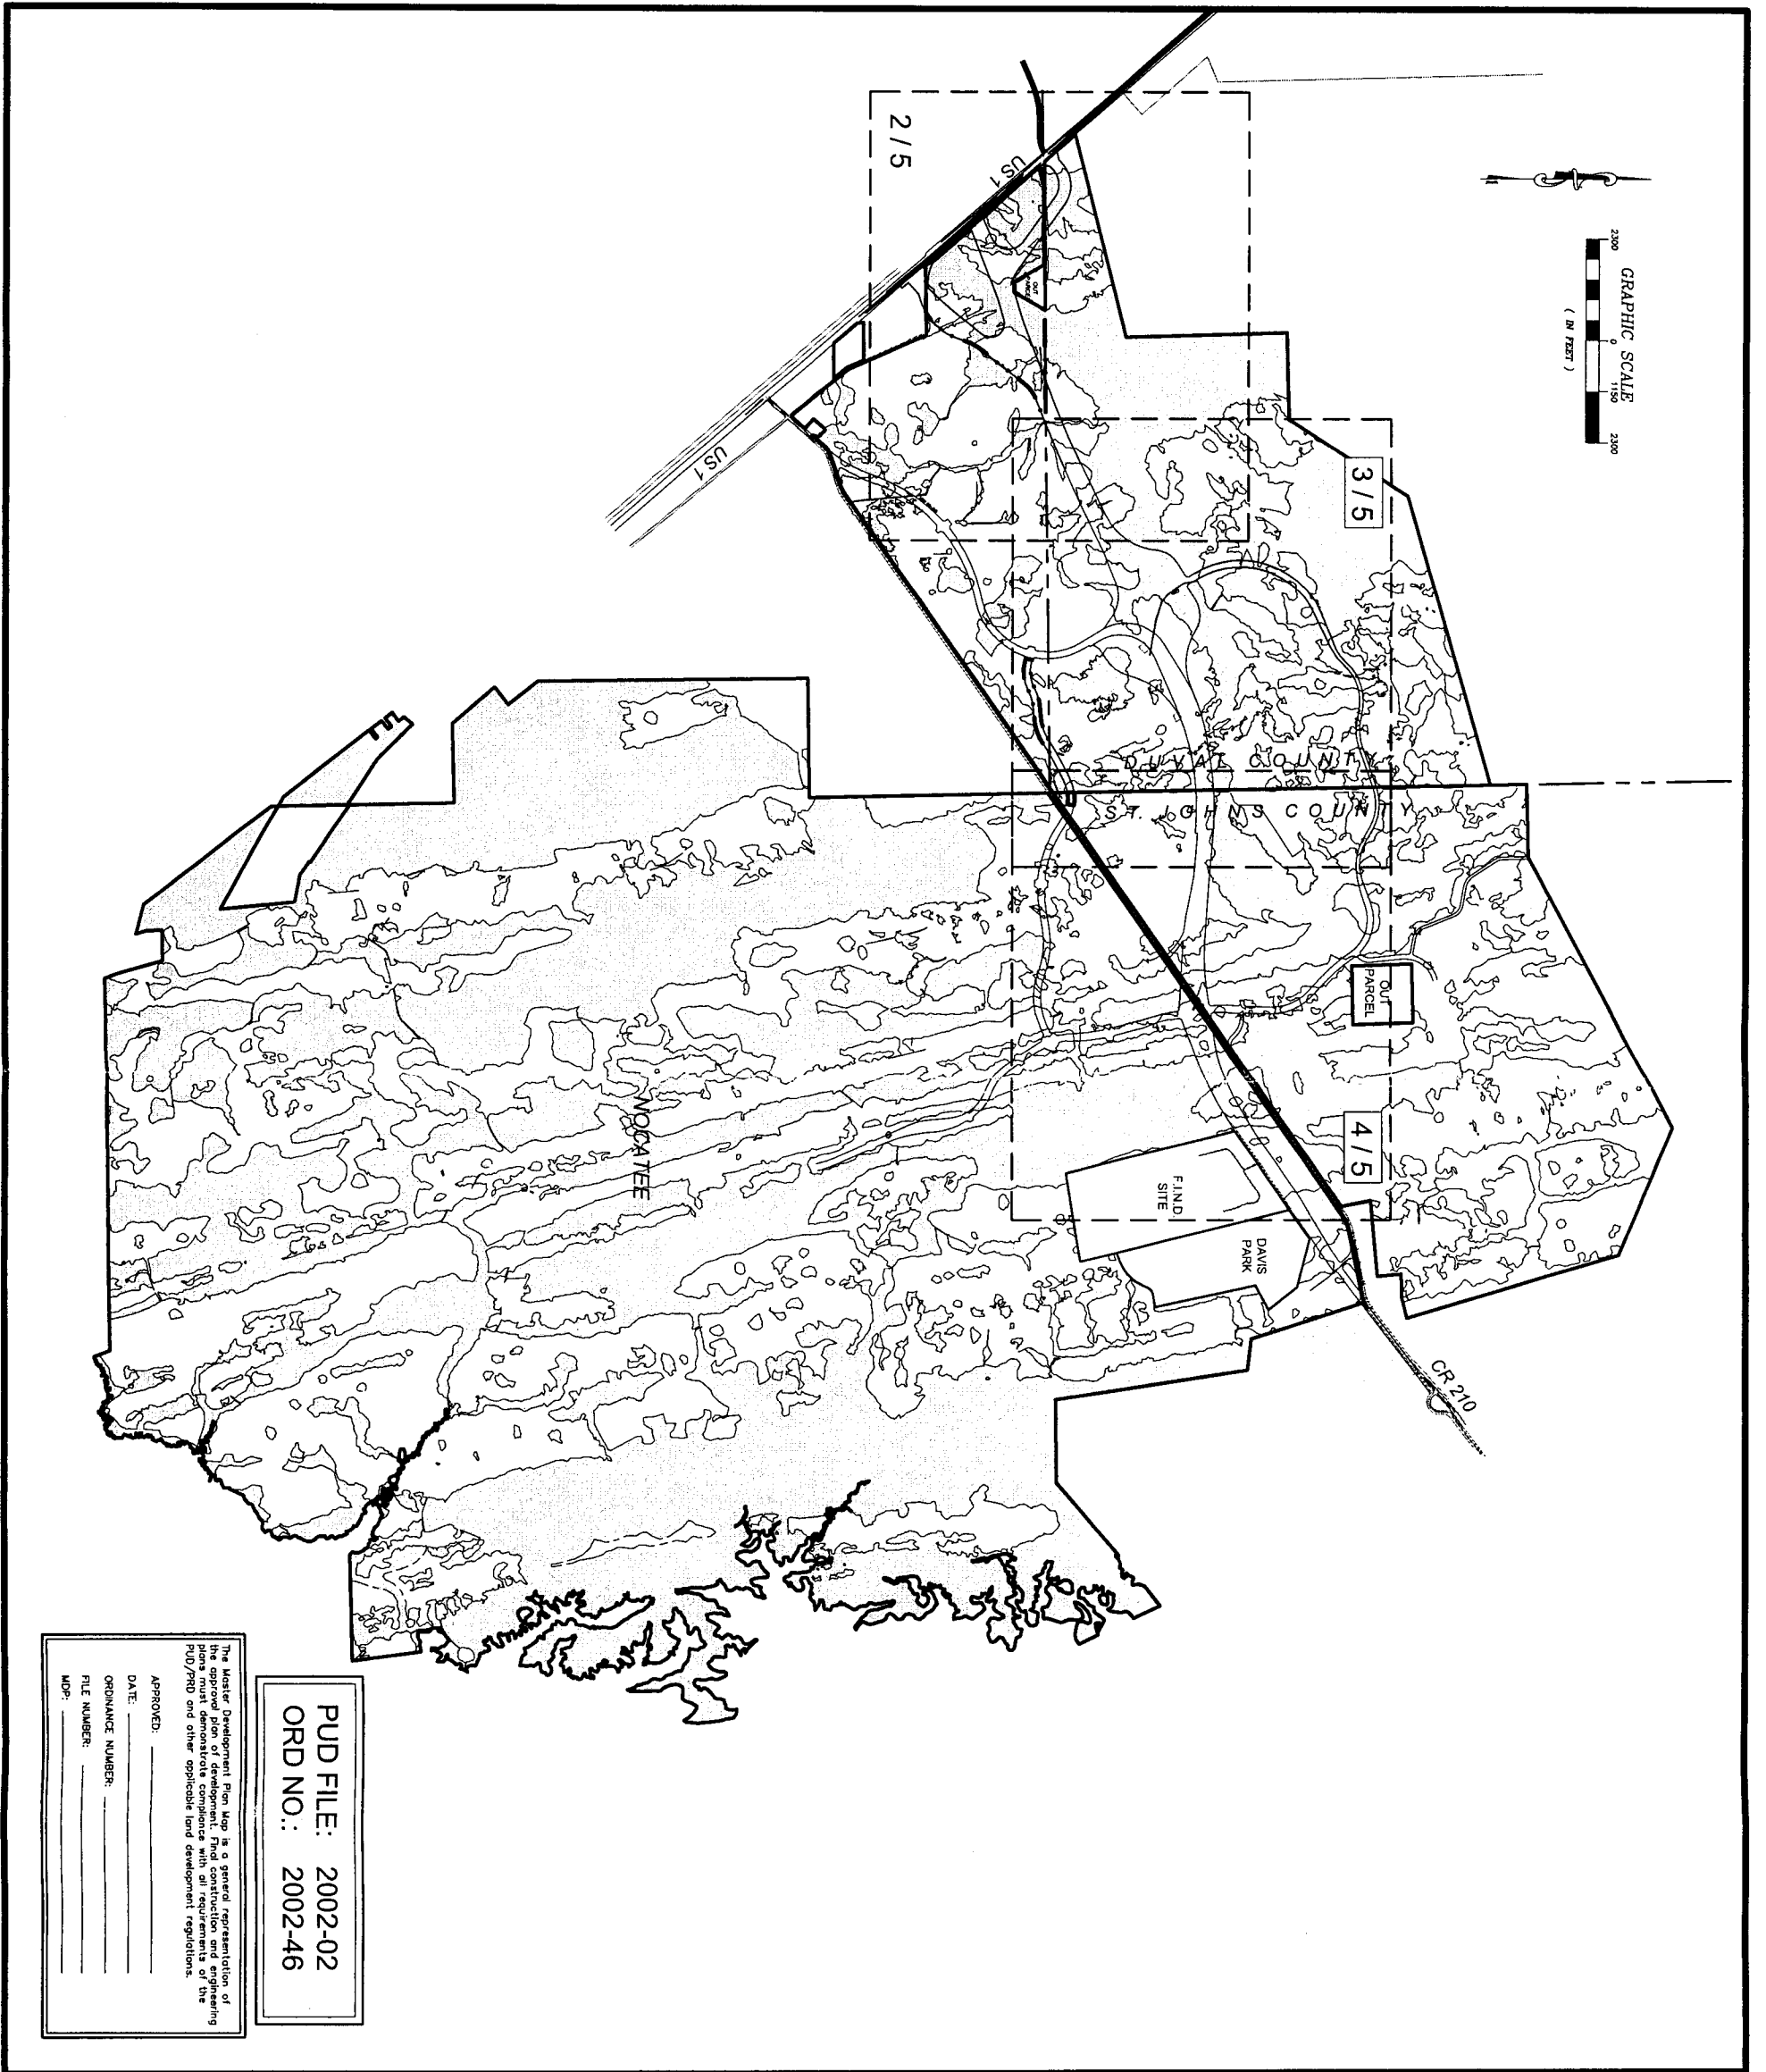 GRAPHIC SCALE
2300 0 1150 2300
( IN FEET )
2 / 5
3 / 5
4 / 5
US 1
US 1
OUT
PARCEL
DUVAL COUNTY
ST. JOHNS COUNTY
OUT
PARCEL
NOCATEE
F.I.N.D.
SITE
DAVIS
PARK
CR 210
PUD FILE: 2002-02
ORD NO.: 2002-46
The Master Development Plan Map is a general representation of
the approval plan of development. Final construction and engineering
plans must demonstrate compliance with all requirements of the
PUD/PRD and other applicable land development regulations.
APPROVED:
DATE:
ORDINANCE NUMBER:
FILE NUMBER:
MDP: